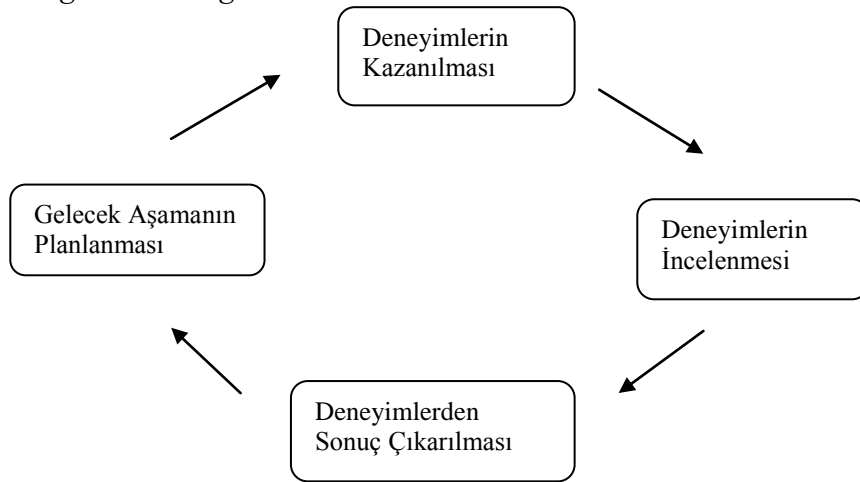 Deneyimlerin
Kazanılması
Gelecek Aşamanın
Planlanması
Deneyimlerin
İncelenmesi
Deneyimlerden
Sonuç Çıkarılması